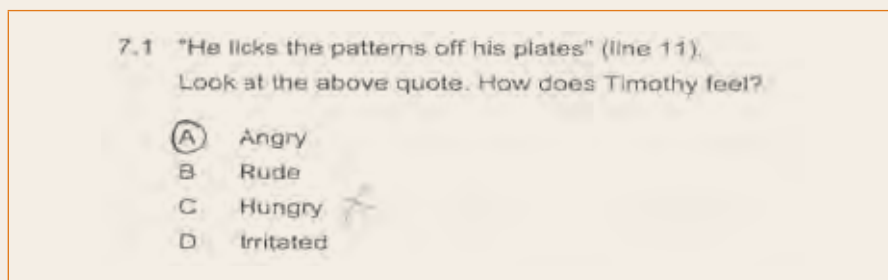 7.1 "He licks the patterns off his plates" (line 11).
Look at the above quote. How does Timothy feel?
A Angry
B Rude
C Hungry
D Irritated